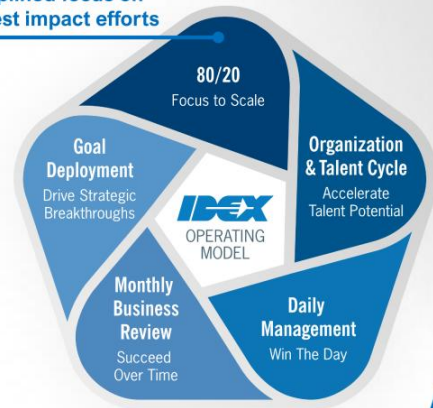 est impact efforts
80/20
Focus to Scale
Organization
& Talent Cycle
Accelerate
Talent Potential
Daily
Management
Win The Day
Monthly
Business
Review
Succeed
Over Time
Goal
Deployment
Drive Strategic
Breakthroughs
IDEX
OPERATING
MODEL